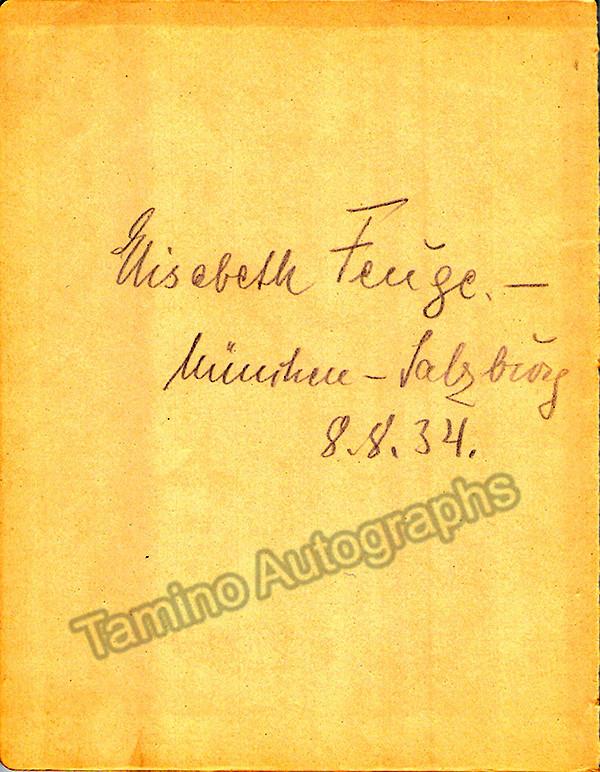 Elisabeth Feuge. —
München – Salzburg
8.8.34.
Tamino Autographs